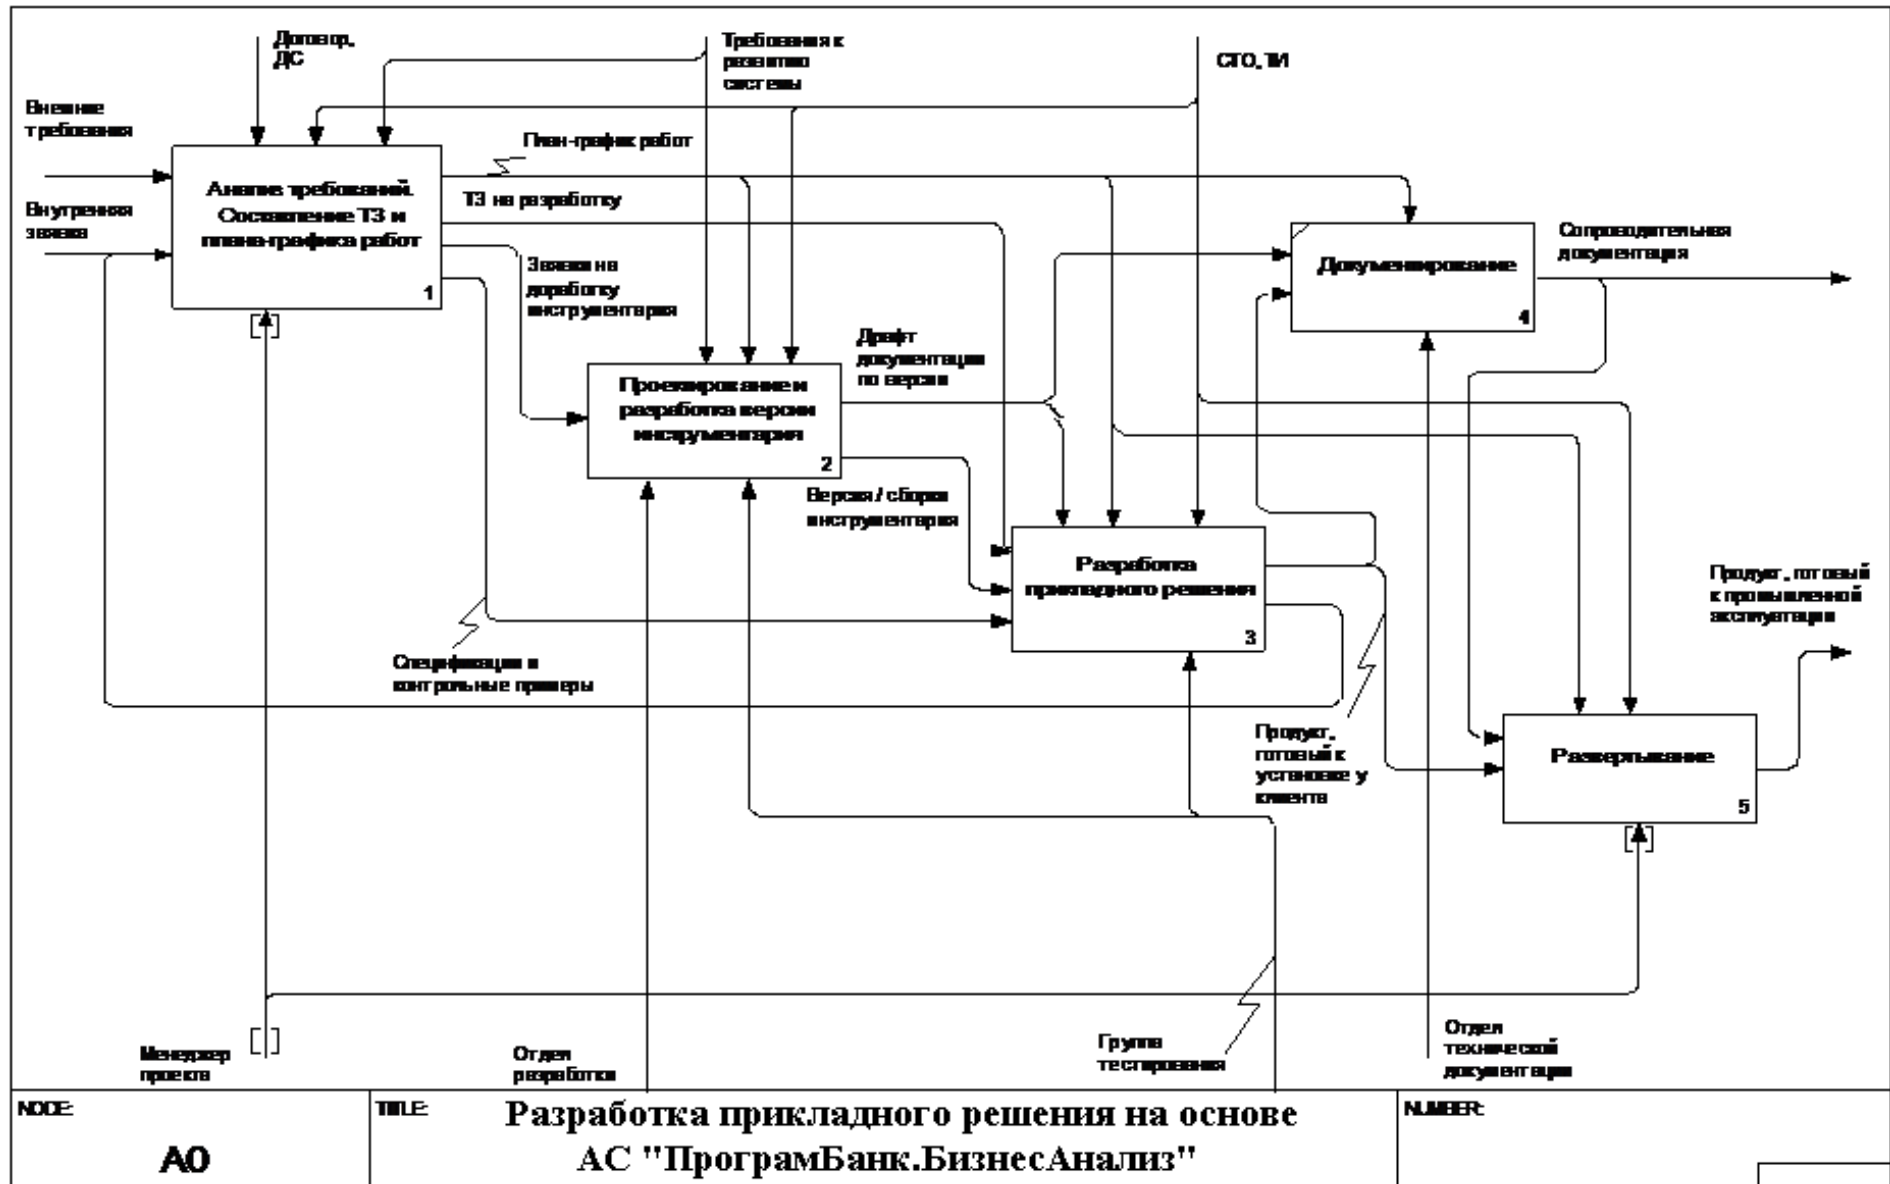 Договор,
ДС
Требования к
развитию
системы
СТО, ТИ
Внешние
требования
План-график работ
Анализ требований.
Составление ТЗ и
плана-графика работ
1
ТЗ на разработку
Внутренняя
заявка
Заявки на
доработку
инструментария
Документирование
4
Сопроводительная
документация
Проектирование и
разработка версии
инструментария
2
Драфт
документации
по версии
Версия / сборки
инструментария
Разработка
прикладного решения
3
Продукт, готовый
к промышленной
эксплуатации
Спецификации и
контрольные примеры
Продукт,
готовый к
установке у
клиента
Развертывание
5
Менеджер
проекта
Отдел
разработки
Группа
тестирования
Отдел
технической
документации
NODE:
A0
TITLE:
Разработка прикладного решения на основе
АС "ПрограмБанк.БизнесАнализ"
NUMBER: